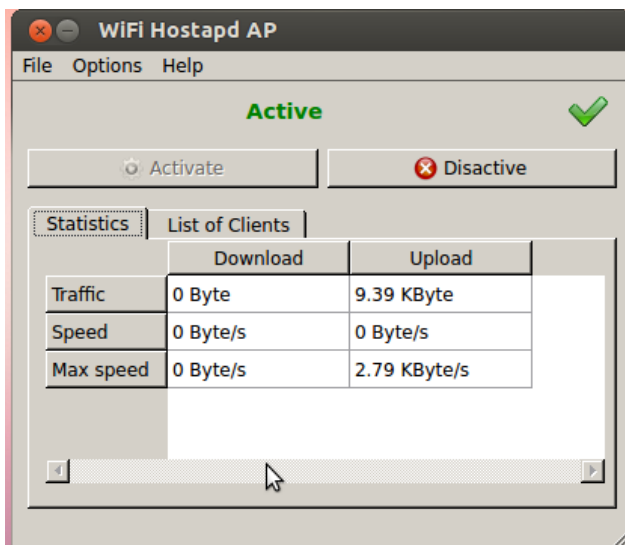 WiFi Hostapd AP
File Options Help
Active
Activate Disactive
Statistics List of Clients
Download Upload
Traffic 0 Byte 9.39 KByte
Speed 0 Byte/s 0 Byte/s
Max speed 0 Byte/s 2.79 KByte/s